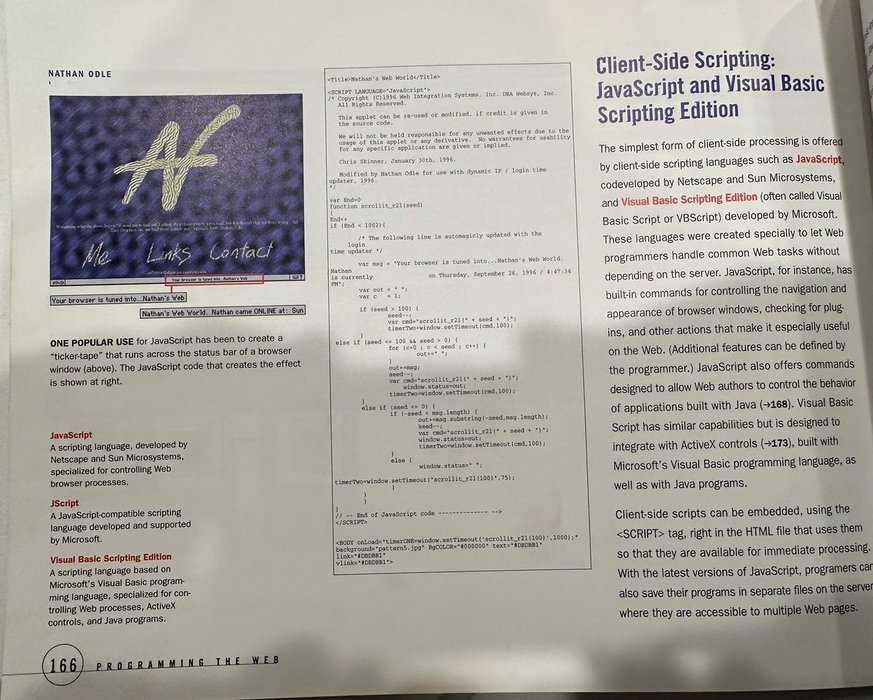 NATHAN ODLE
Me Links Contact
Your browser is tuned into...Nathan's Web
Your browser is tuned into...Nathan's Web
Nathan's Web World. Nathan came ONLINE at: Sun
ONE POPULAR USE for JavaScript has been to create a
“ticker-tape” that runs across the status bar of a browser
window (above). The JavaScript code that creates the effect
is shown at right.
JavaScript
A scripting language, developed by
Netscape and Sun Microsystems,
specialized for controlling Web
browser processes.
JScript
A JavaScript-compatible scripting
language developed and supported
by Microsoft.
Visual Basic Scripting Edition
A scripting language based on
Microsoft's Visual Basic program-
ming language, specialized for con-
trolling Web processes, ActiveX
controls, and Java programs.
166 PROGRAMMING THE WEB
<Title>Nathan's Web World</Title>
<SCRIPT LANGUAGE="JavaScript">
/* Copyright (C)1996 Web Integration Systems, Inc. DBA Websys, Inc.
All Rights Reserved.
This applet can be re-used or modified, if credit is given in
the source code.
We will not be held responsible for any unwanted effects due to the
usage of this applet or any derivative. No warrantees for usability
for any specific application are given or implied.
Chris Skinner, January 30th, 1996.
Modified by Nathan Odle for use with dynamic IP / login time
updater, 1996.
*/
var End=0
function scrollit_r2l(seed)
{
End++
if (End < 1002){
/* The following line is automagicly updated with the
login
time updater */
var msg = "Your browser is tuned into...Nathan's Web World.
Nathan
is currently on Thursday, September 26, 1996 / 4:47:34
PM";
var out = " ";
var c = 1;
if (seed > 100) {
seed--;
var cmd="scrollit_r2l(" + seed + ")";
timerTwo=window.setTimeout(cmd,100);
}
else if (seed <= 100 && seed > 0) {
for (c=0 ; c < seed ; c++) {
out+=" ";
}
out+=msg;
seed--;
var cmd="scrollit_r2l(" + seed + ")";
window.status=out;
timerTwo=window.setTimeout(cmd,100);
}
else if (seed <= 0) {
if (-seed < msg.length) {
out+=msg.substring(-seed,msg.length);
seed--;
var cmd="scrollit_r2l(" + seed + ")";
window.status=out;
timerTwo=window.setTimeout(cmd,100);
}
else {
window.status=" ";
timerTwo=window.setTimeout("scrollit_r2l(100)",75);
}
}
}
}
// -- End of JavaScript code -------------- -->
</SCRIPT>
<BODY onLoad="timerONE=window.setTimeout('scrollit_r2l(100)',1000);"
background="pattern5.jpg" BgCOLOR="#000000" text="#DBDBB1"
link="#DBDBB1"
vlink="#DBDBB1">
Client-Side Scripting:
JavaScript and Visual Basic
Scripting Edition
The simplest form of client-side processing is offered
by client-side scripting languages such as JavaScript,
codeveloped by Netscape and Sun Microsystems,
and Visual Basic Scripting Edition (often called Visual
Basic Script or VBScript) developed by Microsoft.
These languages were created specially to let Web
programmers handle common Web tasks without
depending on the server. JavaScript, for instance, has
built-in commands for controlling the navigation and
appearance of browser windows, checking for plug-
ins, and other actions that make it especially useful
on the Web. (Additional features can be defined by
the programmer.) JavaScript also offers commands
designed to allow Web authors to control the behavior
of applications built with Java (→168). Visual Basic
Script has similar capabilities but is designed to
integrate with ActiveX controls (→173), built with
Microsoft's Visual Basic programming language, as
well as with Java programs.
Client-side scripts can be embedded, using the
<SCRIPT> tag, right in the HTML file that uses them
so that they are available for immediate processing.
With the latest versions of JavaScript, programers can
also save their programs in separate files on the server
where they are accessible to multiple Web pages.